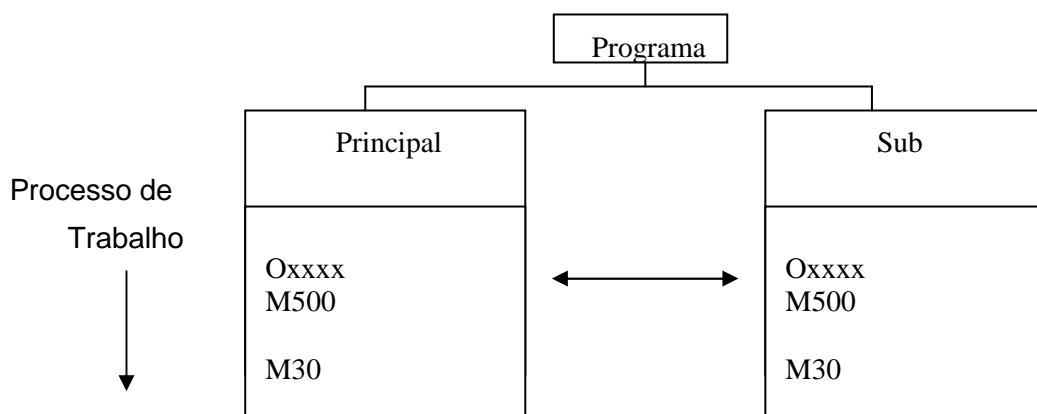 Programa
Principal
Sub
Processo de
Trabalho
Oxxxx
M500
M30
Oxxxx
M500
M30